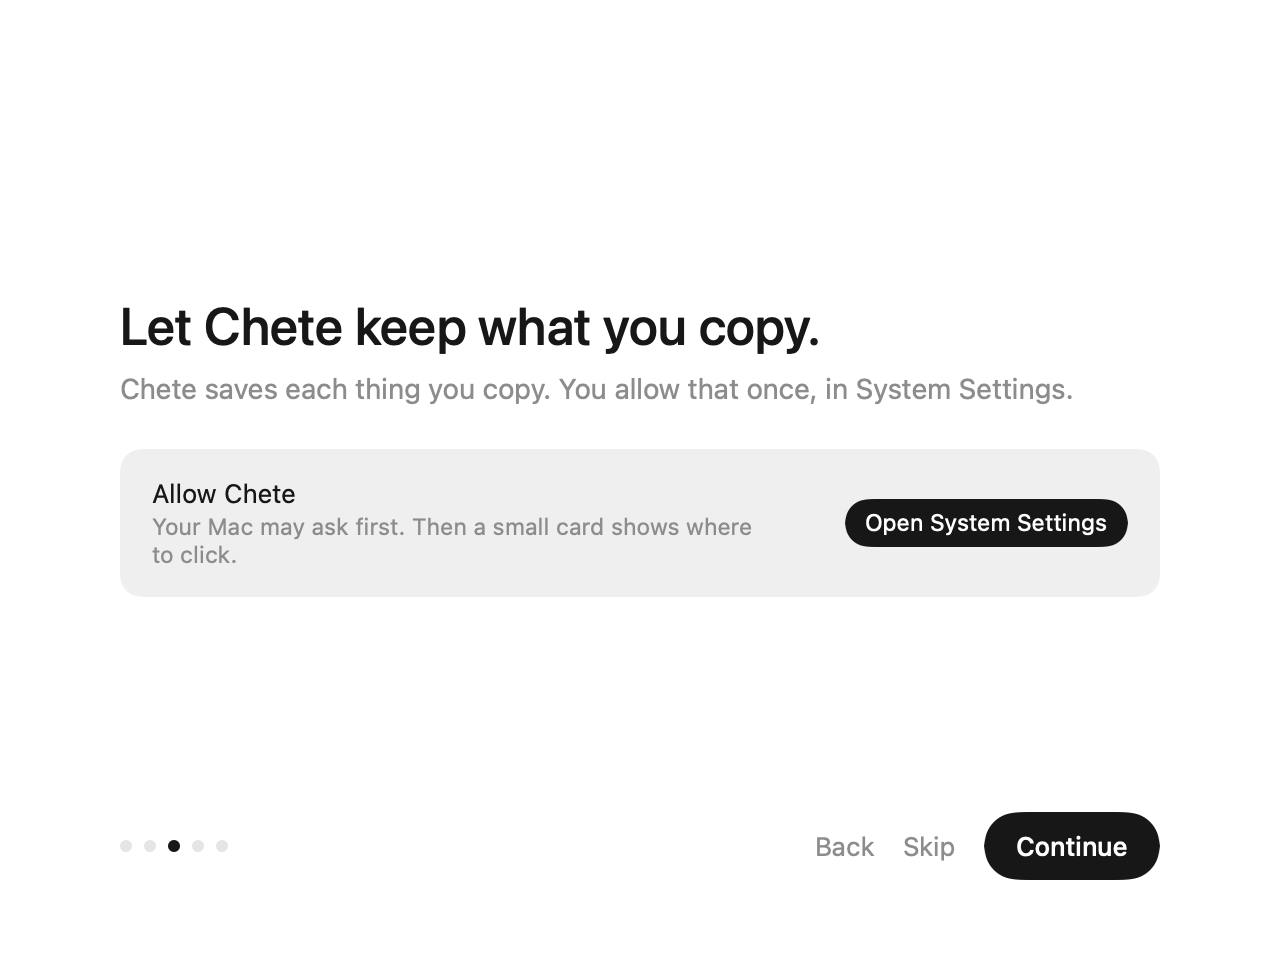 Let Chete keep what you copy.
Chete saves each thing you copy. You allow that once, in System Settings.
Allow Chete
Your Mac may ask first. Then a small card shows where
to click.
Open System Settings
Back
Skip
Continue